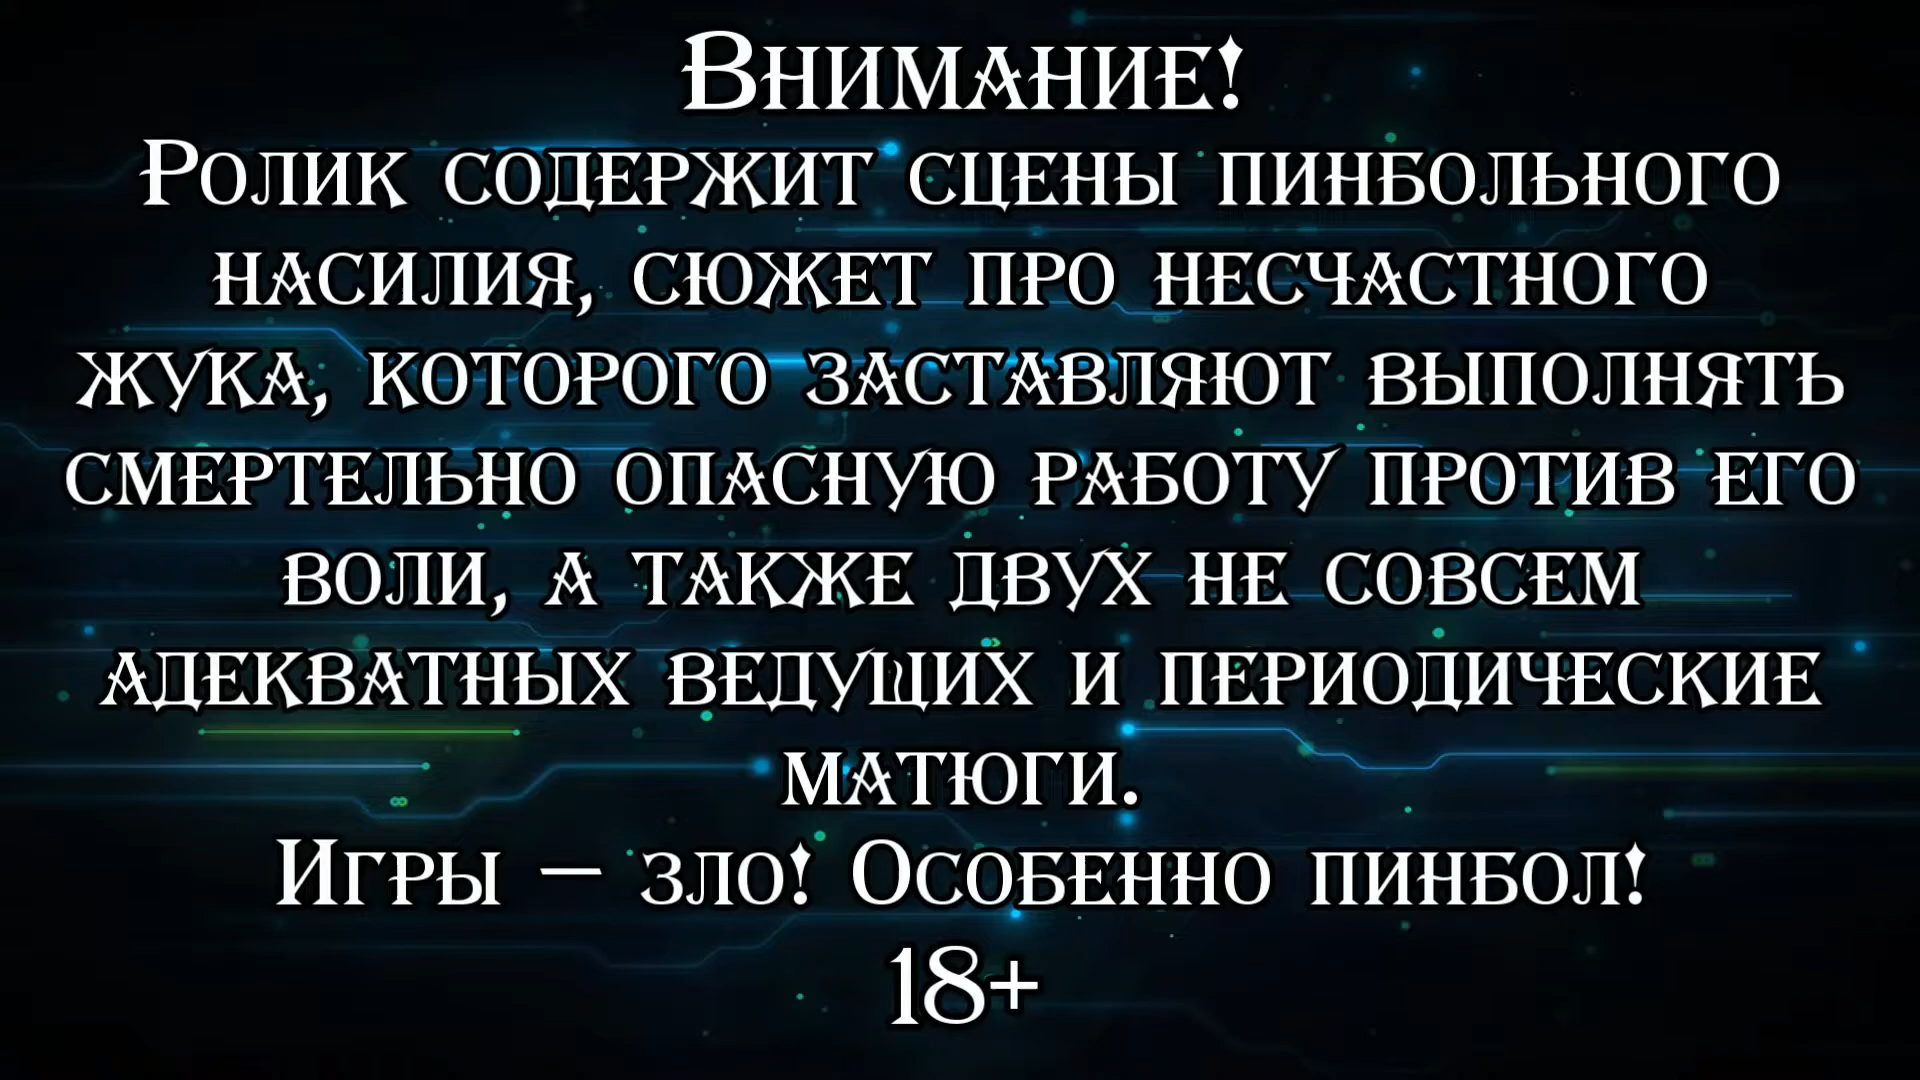 Внимание!
Ролик содержит сцены пинбольного
насилия, сюжет про несчастного
жука, которого заставляют выполнять
смертельно опасную работу против его
воли, а также двух не совсем
адекватных ведущих и периодические
матюги.
Игры – зло! Особенно пинбол!
18+